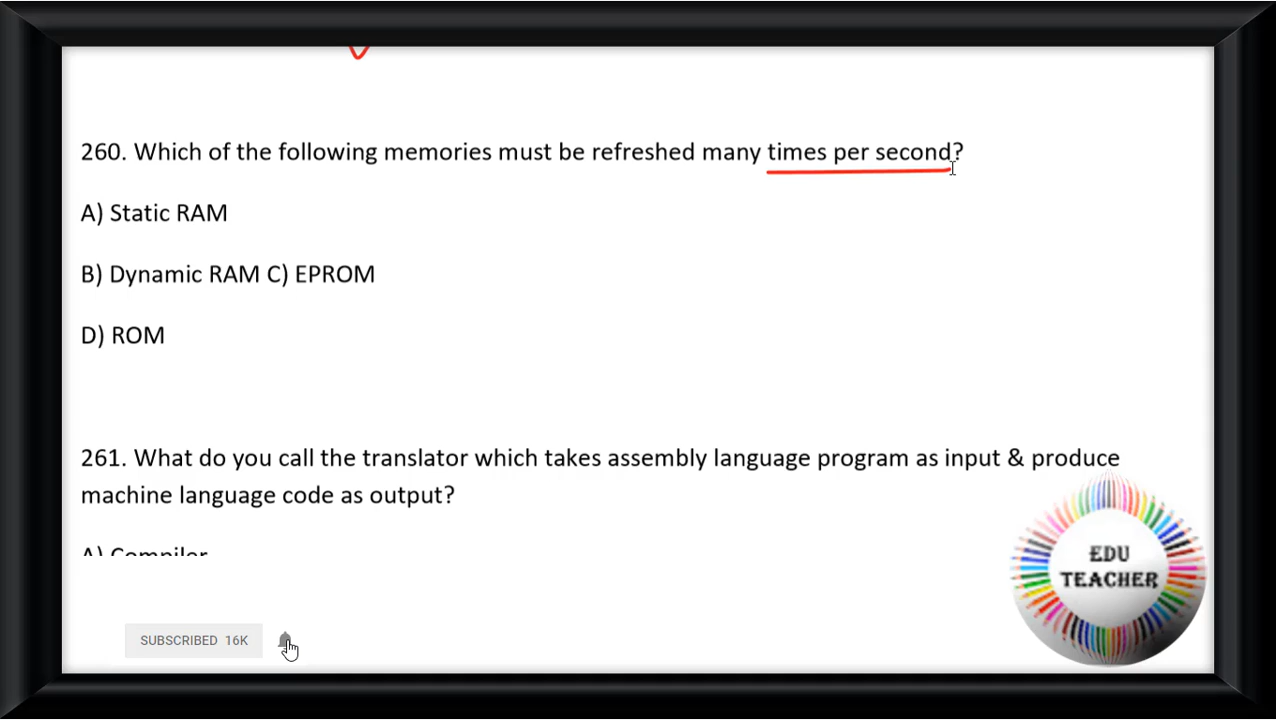 260. Which of the following memories must be refreshed many times per second?
A) Static RAM
B) Dynamic RAM C) EPROM
D) ROM
261. What do you call the translator which takes assembly language program as input & produce
machine language code as output?
A) Compiler
EDU
TEACHER
SUBSCRIBED 16K